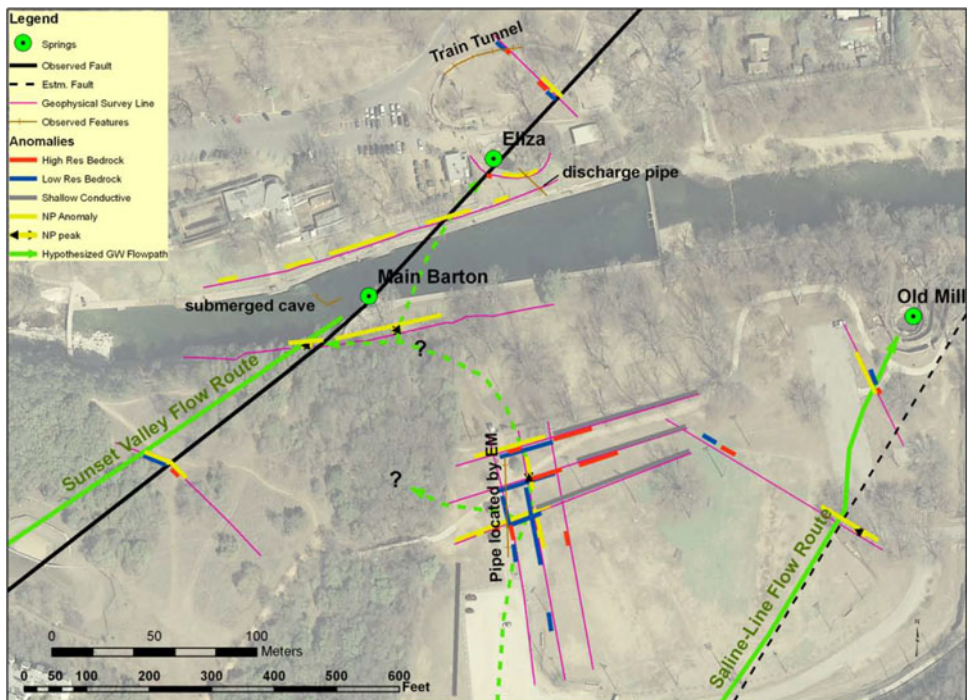 Legend
Springs
Observed Fault
Estm. Fault
Geophysical Survey Line
Observed Features
Anomalies
High Res Bedrock
Low Res Bedrock
Shallow Conductive
NP Anomaly
NP peak
Hypothesized GW Flowpath
Train Tunnel
Eliza
discharge pipe
Main Barton
submerged cave
Old Mill
?
Sunset Valley Flow Route
?
Pipe located by EM
Saline-Line Flow Route
N
0 50 100
Meters
0 50 100 200 300 400 500 600
Feet